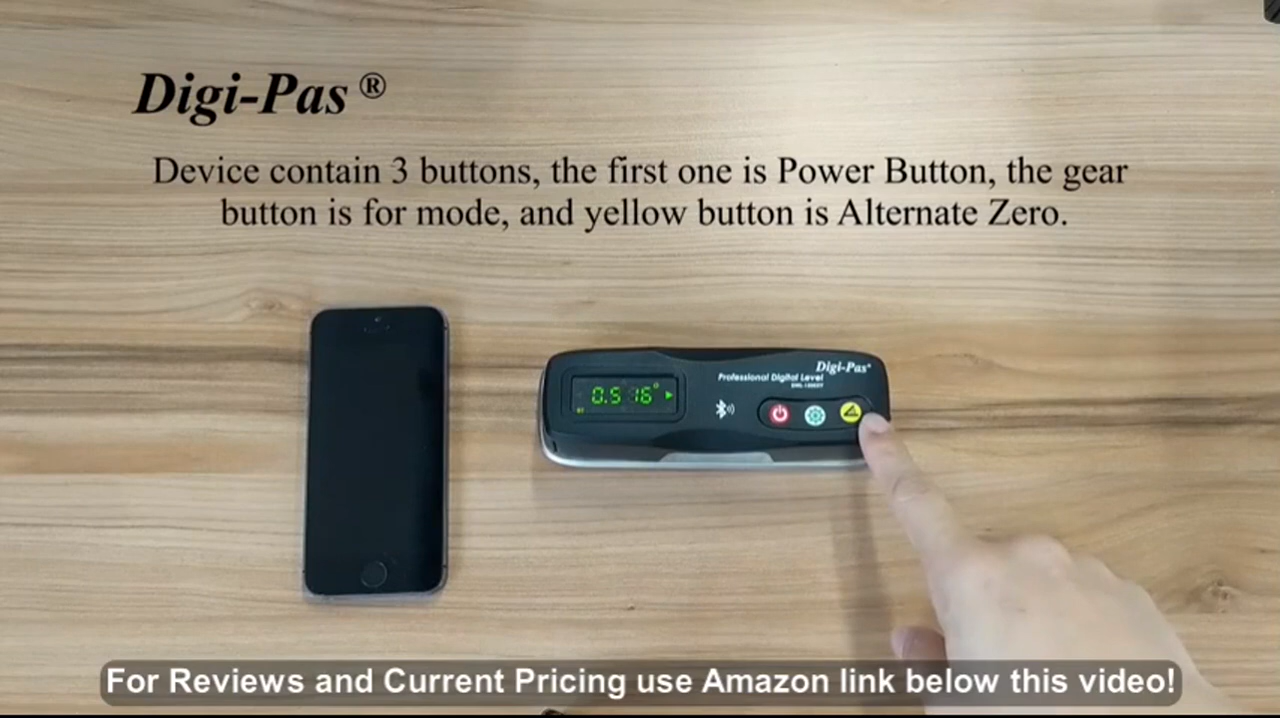 Digi-Pas ®
Device contain 3 buttons, the first one is Power Button, the gear
button is for mode, and yellow button is Alternate Zero.
Digi-Pas®
Professional Digital Level
0.516°
For Reviews and Current Pricing use Amazon link below this video!